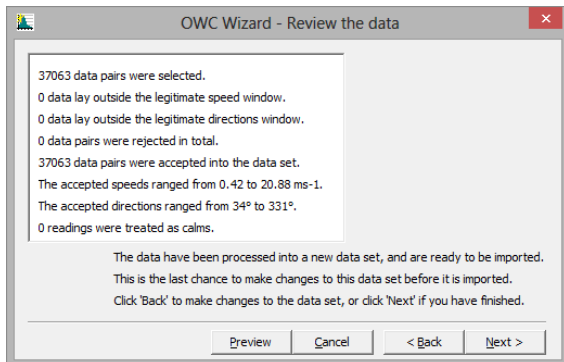 OWC Wizard - Review the data
37063 data pairs were selected.
0 data lay outside the legitimate speed window.
0 data lay outside the legitimate directions window.
0 data pairs were rejected in total.
37063 data pairs were accepted into the data set.
The accepted speeds ranged from 0.42 to 20.88 ms-1.
The accepted directions ranged from 34° to 331°.
0 readings were treated as calms.
The data have been processed into a new data set, and are ready to be imported.
This is the last chance to make changes to this data set before it is imported.
Click 'Back' to make changes to the data set, or click 'Next' if you have finished.
Preview Cancel < Back Next >